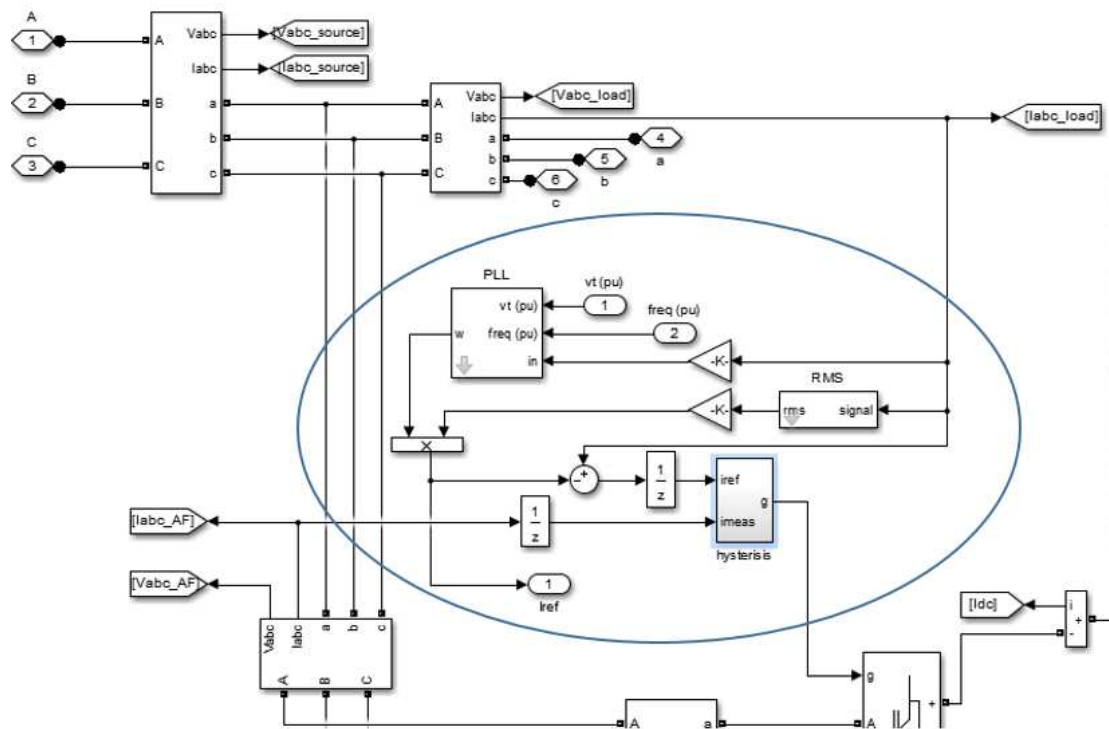 A
1
A
Vabc
[Vabc_source]
Iabc
[Iabc_source]
B
2
B
a
b
C
3
C
c
A
Vabc
[Vabc_load]
Iabc
[Iabc_load]
B
a
4
a
b
5
b
C
c
6
c
PLL
vt (pu)
vt (pu)
1
freq (pu)
w
freq (pu)
2
in
-K-
RMS
-K-
rms
signal
×
+
-
1
z
iref
g
imeas
hysterisis
1
z
[Iabc_AF]
[Vabc_AF]
1
Iref
Vabc
Iabc
a
b
c
A
B
C
[Idc]
i
+
-
g
+
A
A
a